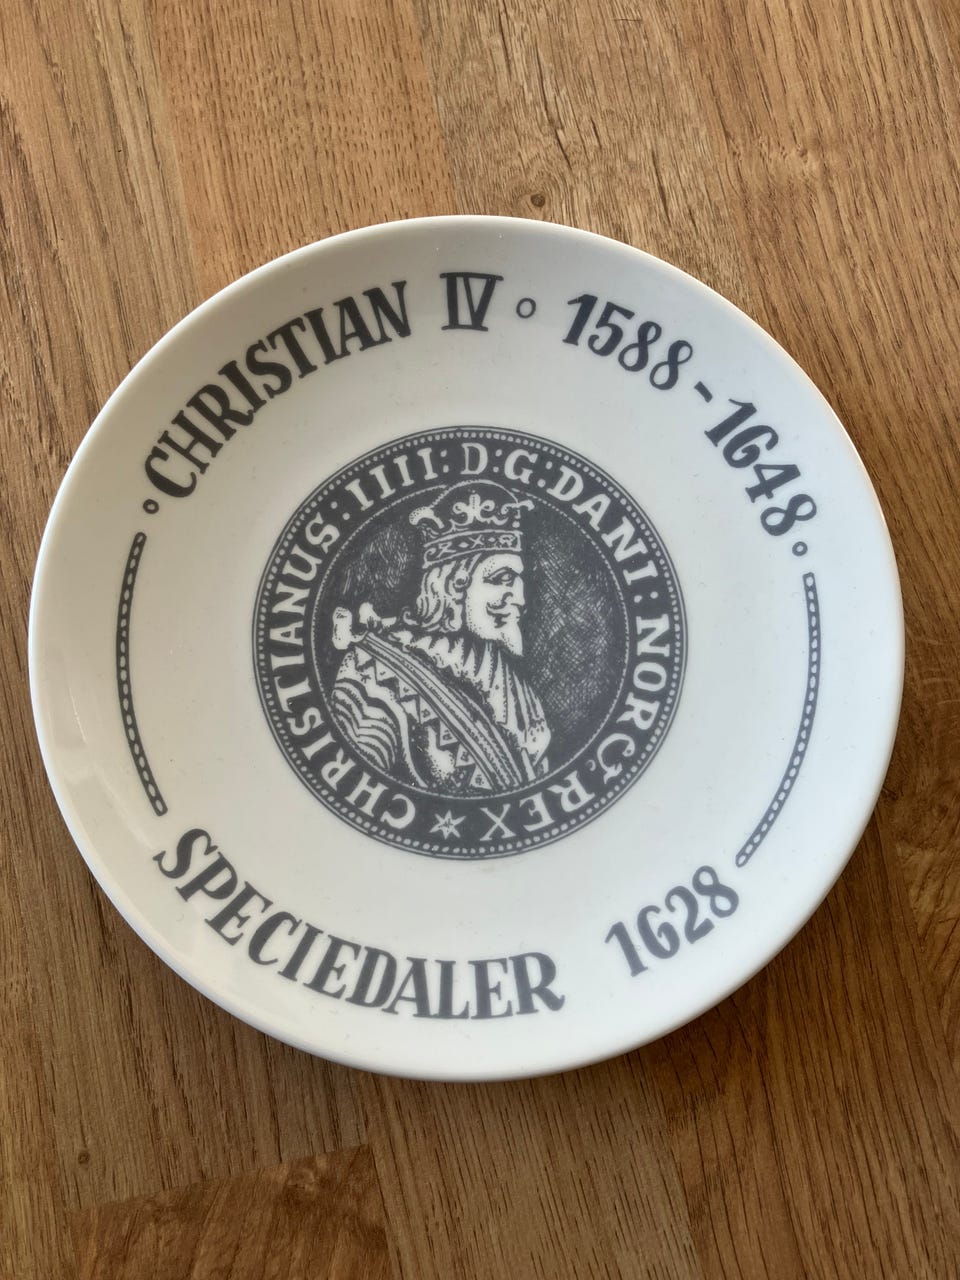 CHRISTIAN IV ° 1588-1648
CHRISTIANUS:IIII:D:G:DANI:NORG:REX
SPECIEDALER 1628